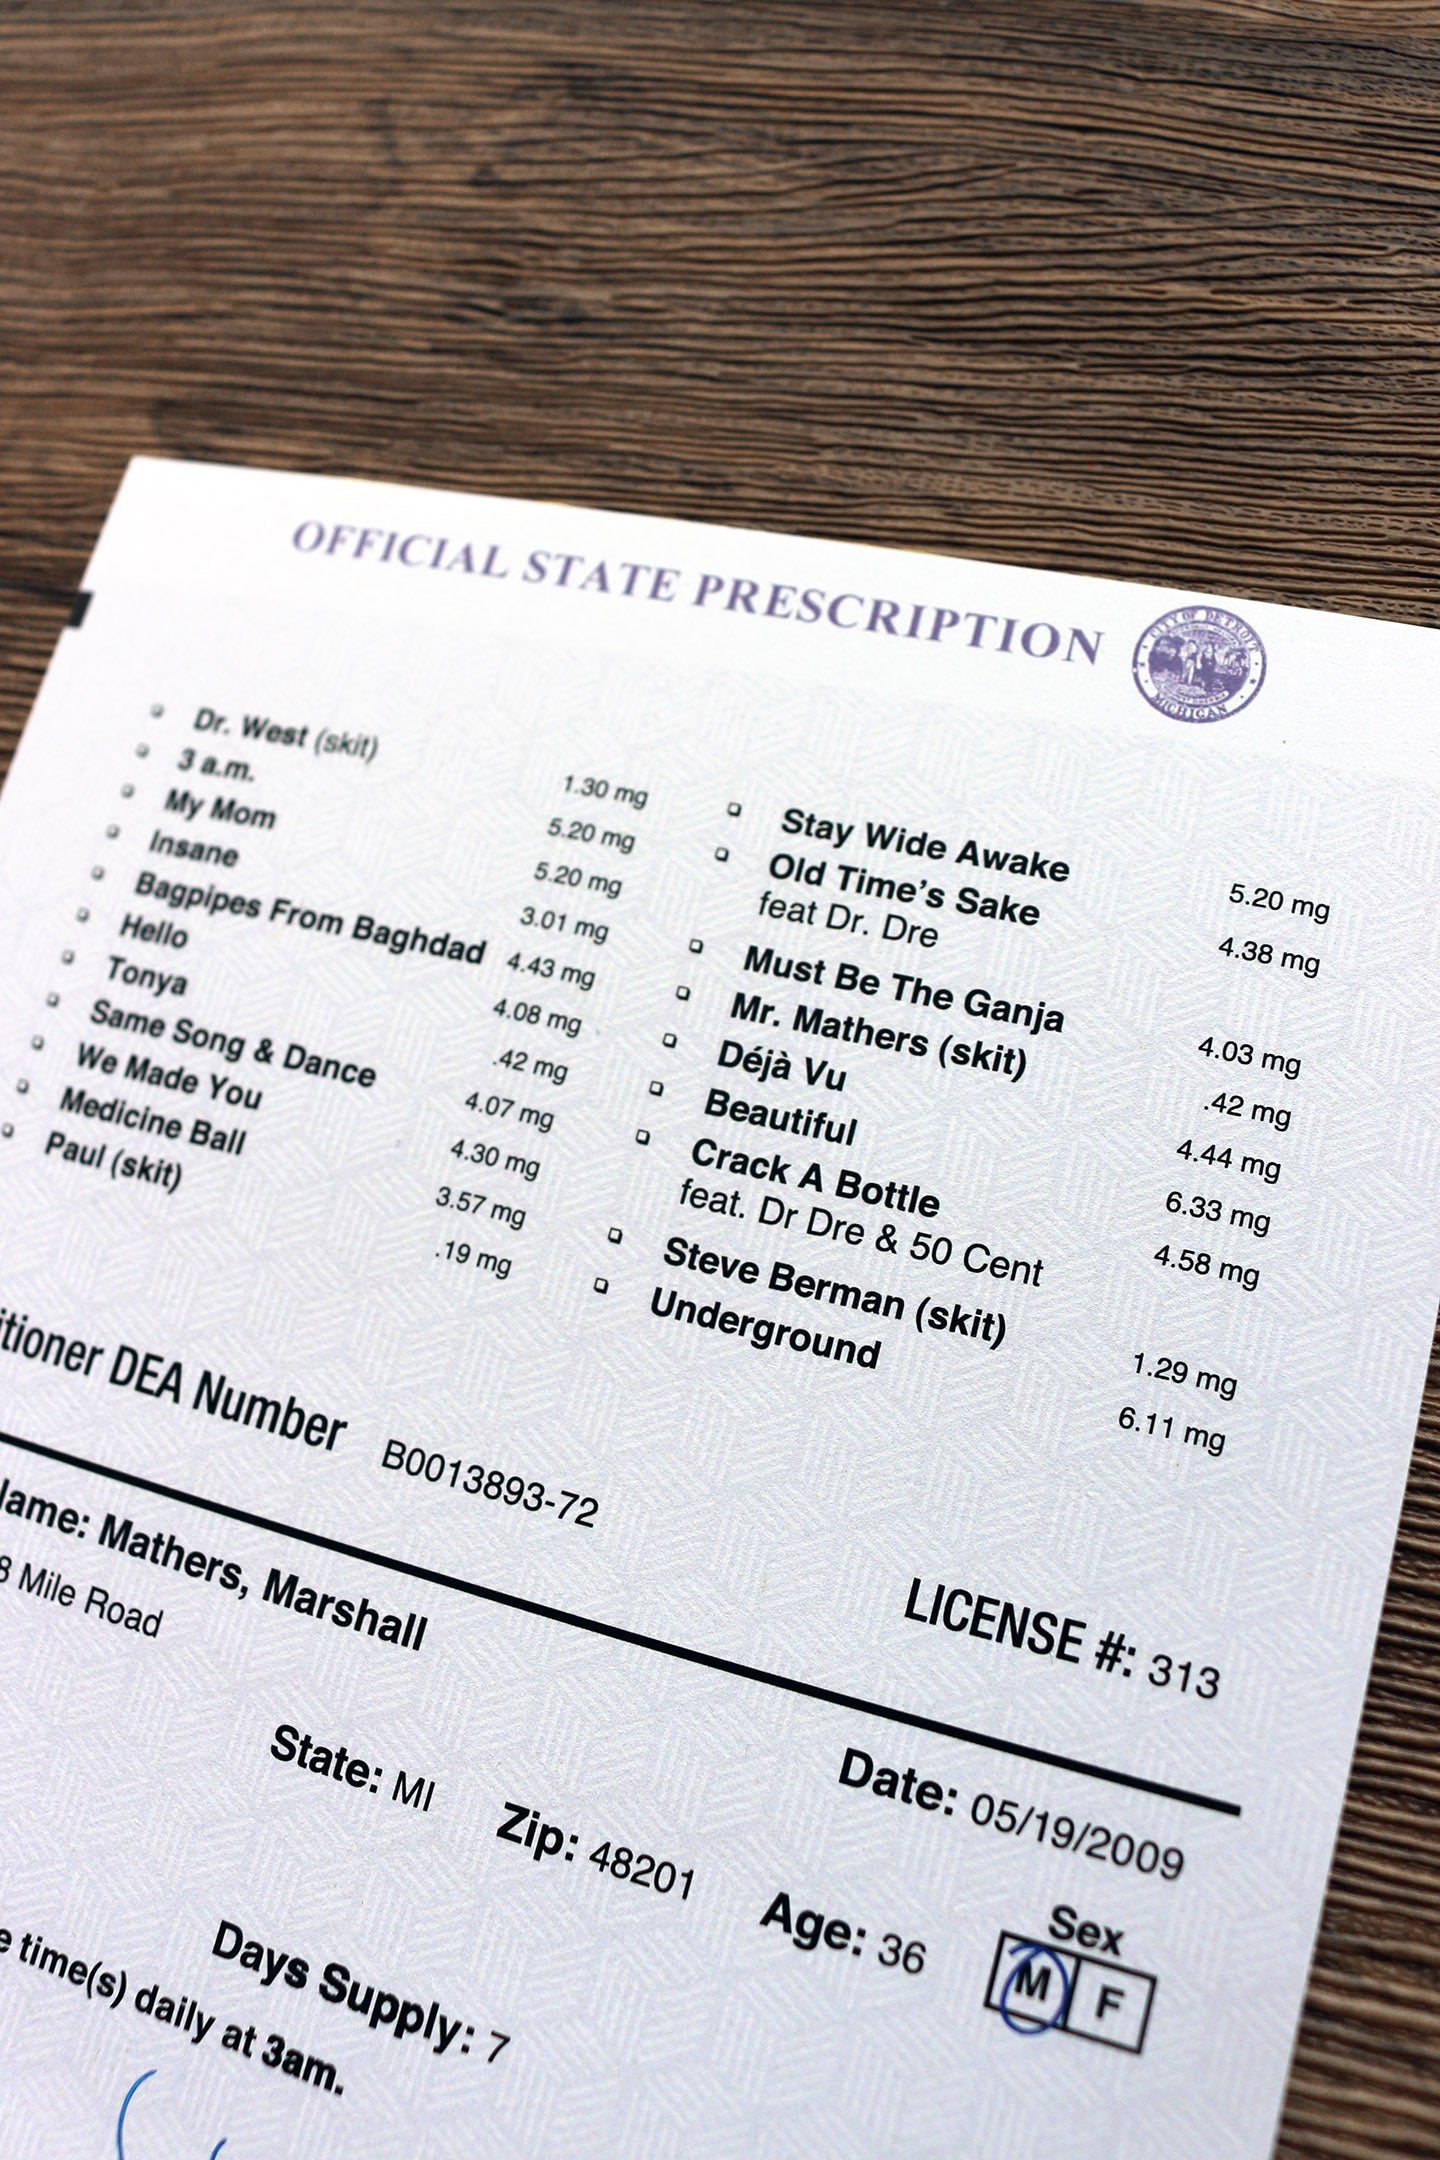 OFFICIAL STATE PRESCRIPTION
CITY OF DETROIT
MICHIGAN
Dr. West (skit) 1.30 mg
3 a.m. 5.20 mg
My Mom 5.20 mg
Insane 3.01 mg
Bagpipes From Baghdad 4.43 mg
Hello 4.08 mg
Tonya .42 mg
Same Song & Dance 4.07 mg
We Made You 4.30 mg
Medicine Ball 3.57 mg
Paul (skit) .19 mg
Stay Wide Awake 5.20 mg
Old Time's Sake 4.38 mg
feat Dr. Dre
Must Be The Ganja 4.03 mg
Mr. Mathers (skit) .42 mg
Déjà Vu 4.44 mg
Beautiful 6.33 mg
Crack A Bottle 4.58 mg
feat. Dr Dre & 50 Cent
Steve Berman (skit) 1.29 mg
Underground 6.11 mg
itioner DEA Number B0013893-72
LICENSE #: 313
lame: Mathers, Marshall
8 Mile Road
Date: 05/19/2009
State: MI Zip: 48201 Age: 36
Sex
M F
Days Supply: 7
e time(s) daily at 3am.